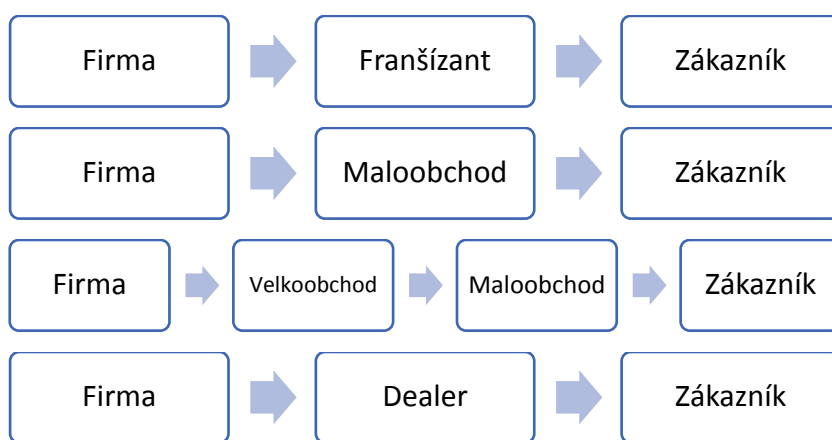 Firma Franšízant Zákazník
Firma Maloobchod Zákazník
Firma Velkoobchod Maloobchod Zákazník
Firma Dealer Zákazník